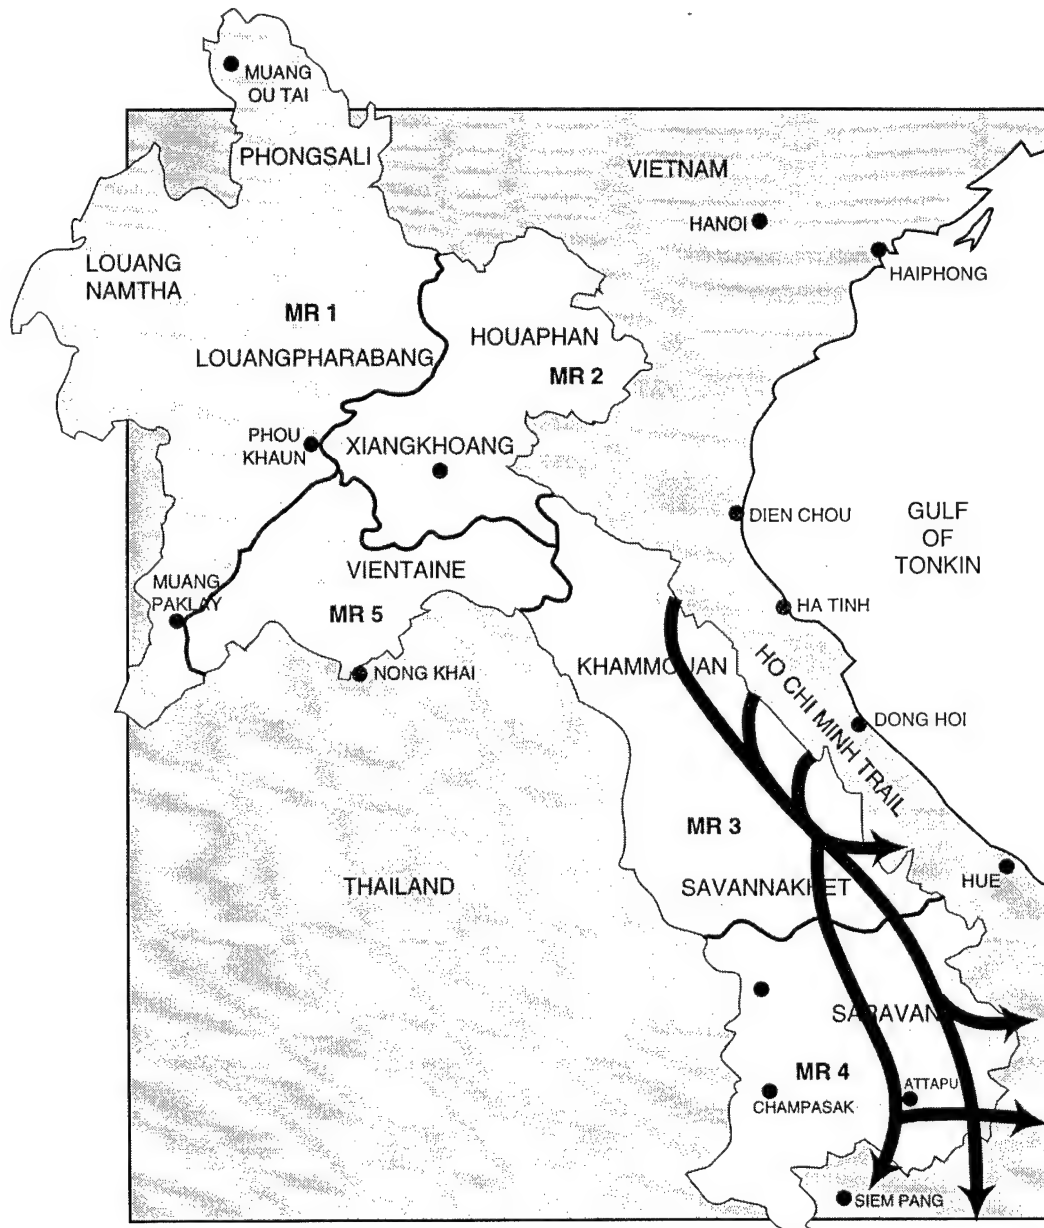 MUANG
OU TAI
PHONGSALI
VIETNAM
HANOI
HAIPHONG
LOUANG
NAMTHA
MR 1
HOUAPHAN
LOUANGPHARABANG
MR 2
PHOU
KHAUN
XIANGKHOANG
DIEN CHOU
GULF
OF
TONKIN
VIENTAINE
MUANG
PAKLAY
MR 5
HA TINH
NONG KHAI
KHAMMOUAN
HO CHI MINH TRAIL
DONG HOI
MR 3
THAILAND
SAVANNAKHET
HUE
SARAVAN
MR 4
ATTAPU
CHAMPASAK
SIEM PANG